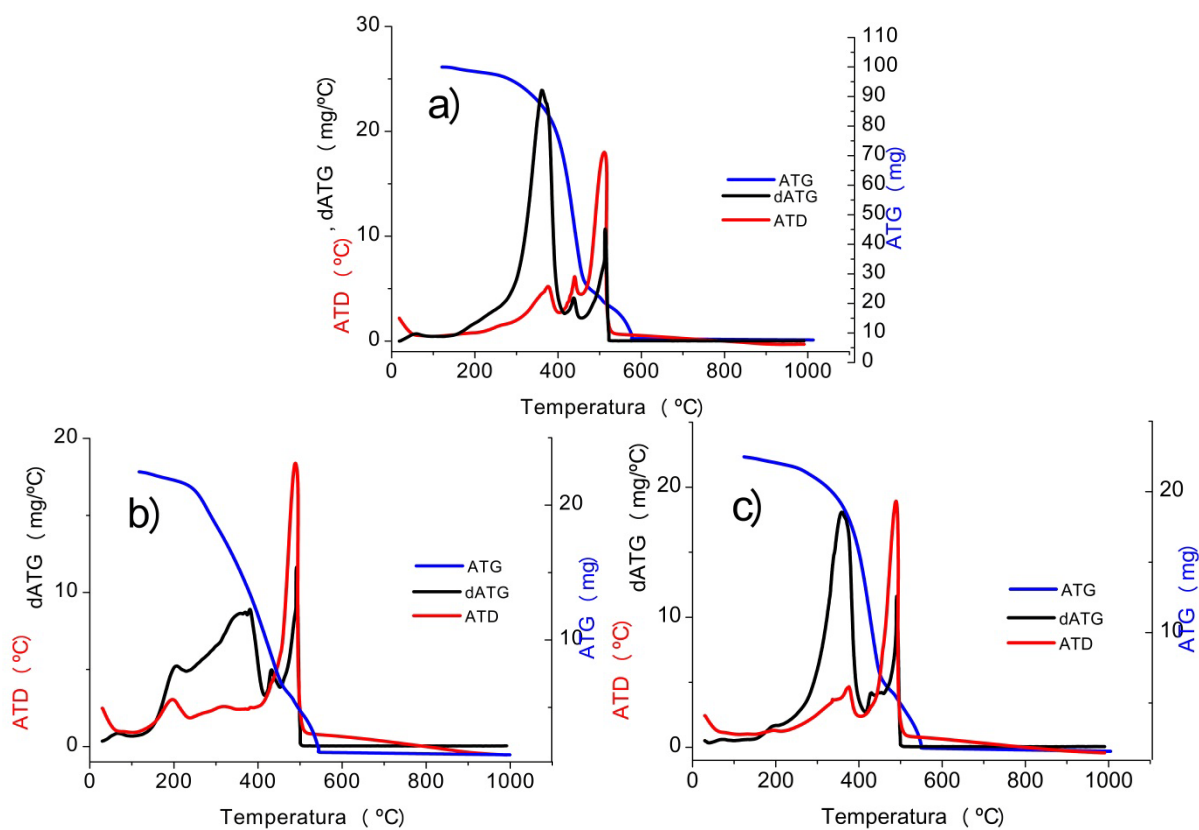 a)
30
20
10
0
ATD ( ºC) , dATG ( mg/ºC)
110
100
90
80
70
60
50
40
30
20
10
0
ATG ( mg)
ATG
dATG
ATD
0 200 400 600 800 1000
Temperatura ( ºC)
b)
20
10
0
ATD ( ºC) dATG ( mg/ºC)
20
10
ATG ( mg)
ATG
dATG
ATD
0 200 400 600 800 1000
Temperatura ( ºC)
c)
20
10
0
ATD ( ºC) dATG ( mg/ºC)
20
10
ATG ( mg)
ATG
dATG
ATD
0 200 400 600 800 1000
Temperatura ( ºC)